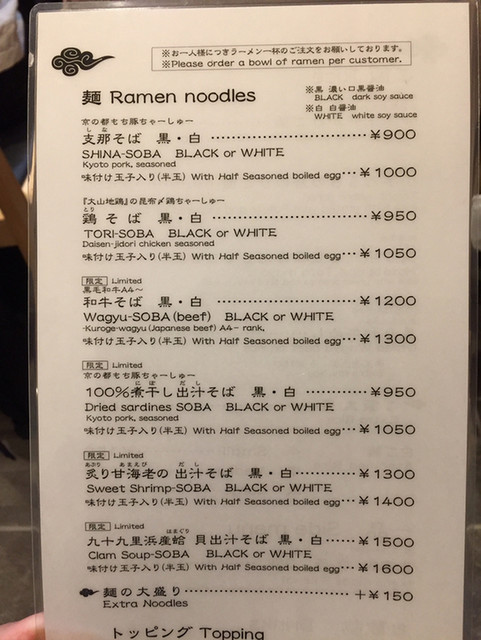 ※お一人様につきラーメン一杯のご注文をお願いしております。
※Please order a bowl of ramen per customer.
麺 Ramen noodles
※黒 濃い口黒醤油
BLACK dark soy sauce
※白 白醤油
WHITE white soy sauce
京の都もち豚ちゃーしゅー
支那そば 黒・白 ¥900
SHINA-SOBA BLACK or WHITE
Kyoto pork, seasoned
味付け玉子入り(半玉) With Half Seasoned boiled egg ¥1000
『大山地鶏』の昆布〆鶏ちゃーしゅー
鶏そば 黒・白 ¥950
TORI-SOBA BLACK or WHITE
Daisen-jidori chicken seasoned
味付け玉子入り(半玉) With Half Seasoned boiled egg ¥1050
限定 Limited
黒毛和牛A4〜
和牛そば 黒・白 ¥1200
Wagyu-SOBA (beef) BLACK or WHITE
-Kuroge-wagyu (Japanese beef) A4- rank.
味付け玉子入り(半玉) With Half Seasoned boiled egg ¥1300
限定 Limited
京の都もち豚ちゃーしゅー
100%煮干し出汁そば 黒・白 ¥950
Dried sardines SOBA BLACK or WHITE
Kyoto pork, seasoned
味付け玉子入り(半玉) With Half Seasoned boiled egg ¥1050
限定 Limited
炙り甘海老の出汁そば 黒・白 ¥1300
Sweet Shrimp-SOBA BLACK or WHITE
味付け玉子入り(半玉) With Half Seasoned boiled egg ¥1400
限定 Limited
九十九里浜産蛤 貝出汁そば 黒・白 ¥1500
Clam Soup-SOBA BLACK or WHITE
味付け玉子入り(半玉) With Half Seasoned boiled egg ¥1600
麺の大盛り +¥150
Extra Noodles
トッピング Topping